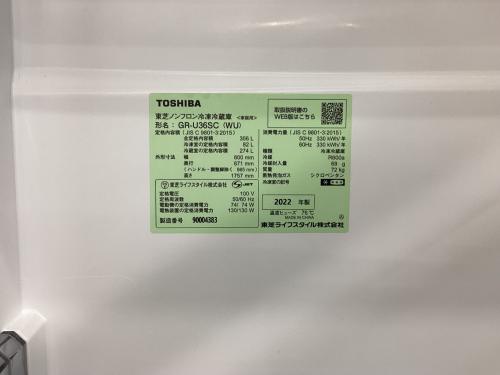 TOSHIBA
東芝ノンフロン冷凍冷蔵庫 <家庭用>
形名： GR-U36SC (WU)
定格内容積 (JIS C 9801-3:2015)
全定格内容積 356 L
冷凍室の定格内容積 82 L
冷蔵室の定格内容積 274 L
外形寸法 幅 600 mm
奥行 671 mm
(ハンドル・調整脚除く 665 mm)
高さ 1757 mm
東芝ライフスタイル株式会社 JET
定格電圧 100 V
定格周波数 50/60 Hz
電動機の定格消費電力 74/ 74 W
電熱装置の定格消費電力 130/130 W
製造番号 90004383
取扱説明書の
WEB版はこちら
消費電力量 (JIS C 9801-3:2015)
50Hz 330 kWh/年
60Hz 330 kWh/年
種類 冷凍冷蔵庫
冷媒 R600a
冷媒封入量 69 g
質量 72 kg
断熱発泡ガス シクロペンタン
冷凍室の記号
2022 年製
温度ヒューズ 76℃
MADE IN CHINA
東芝ライフスタイル株式会社